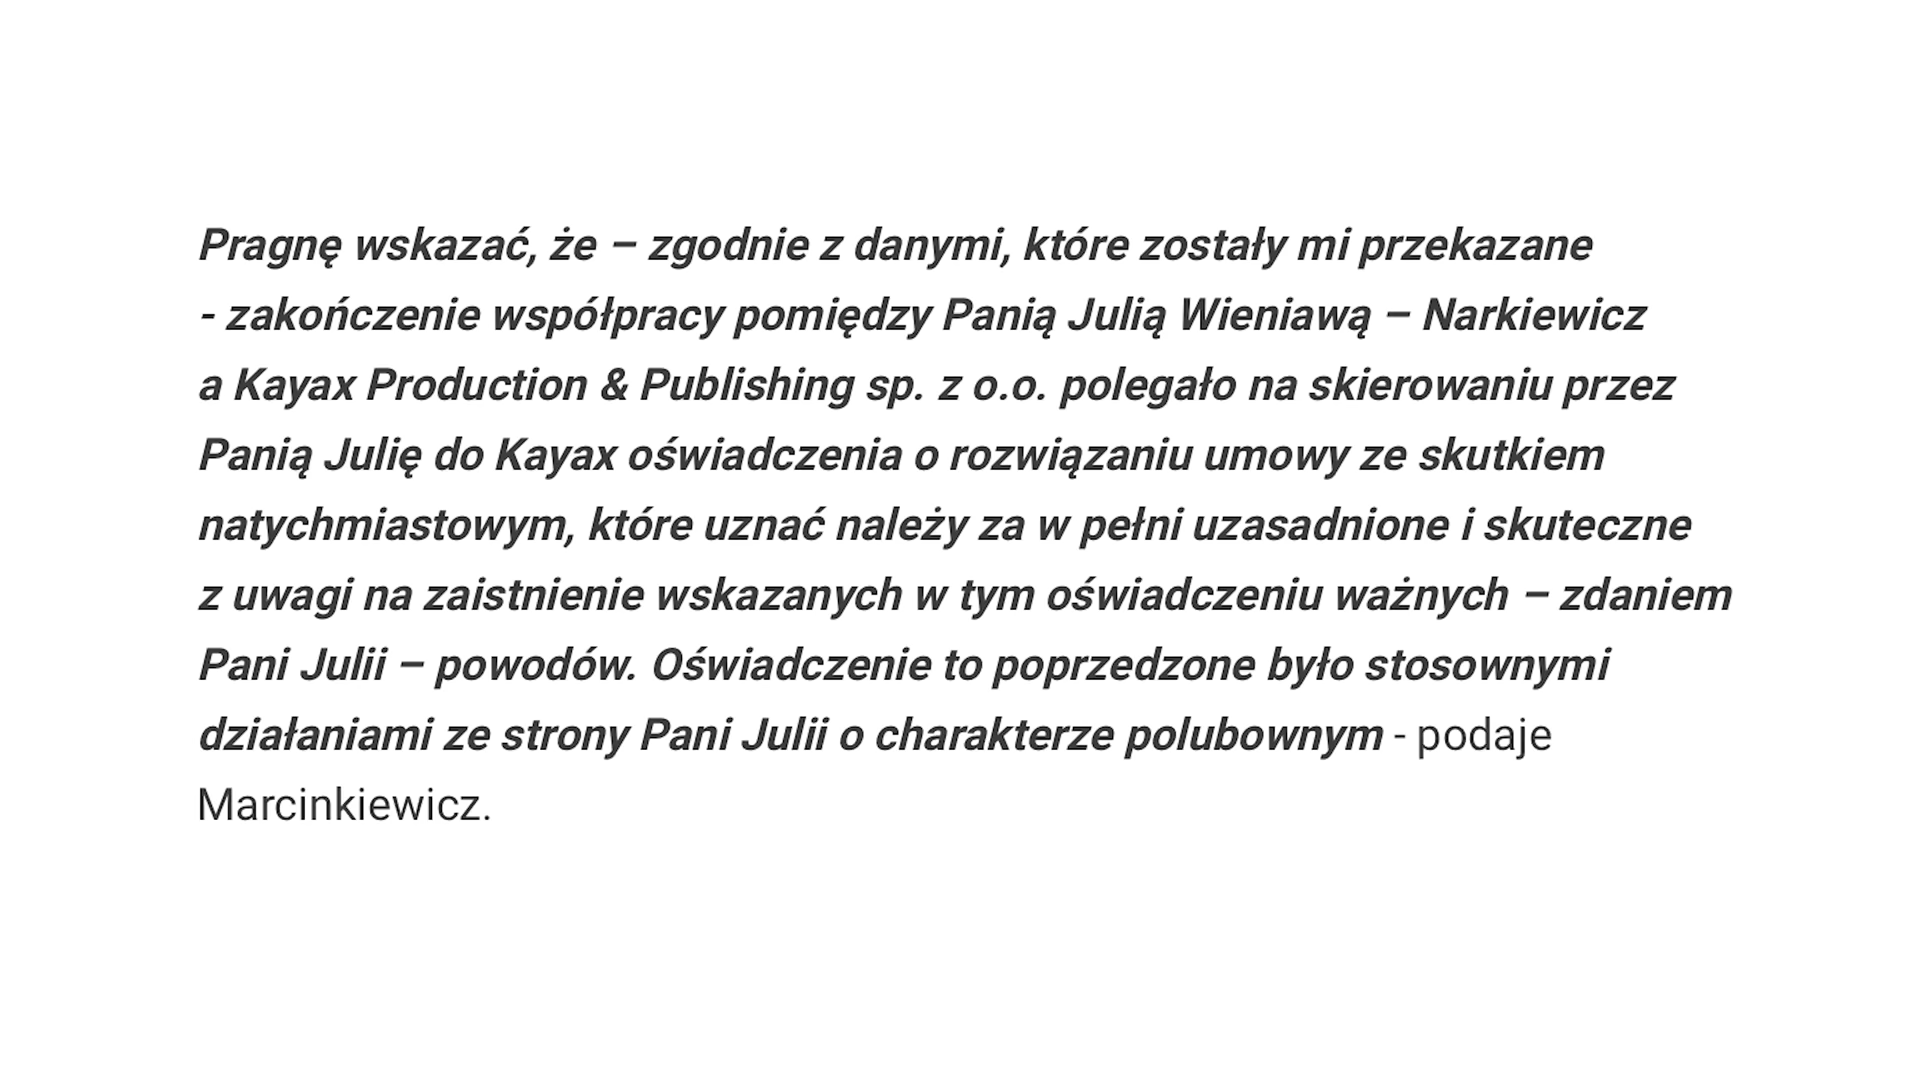 Pragnę wskazać, że – zgodnie z danymi, które zostały mi przekazane
- zakończenie współpracy pomiędzy Panią Julią Wieniawą – Narkiewicz
a Kayax Production & Publishing sp. z o.o. polegało na skierowaniu przez
Panią Julię do Kayax oświadczenia o rozwiązaniu umowy ze skutkiem
natychmiastowym, które uznać należy za w pełni uzasadnione i skuteczne
z uwagi na zaistnienie wskazanych w tym oświadczeniu ważnych – zdaniem
Pani Julii – powodów. Oświadczenie to poprzedzone było stosownymi
działaniami ze strony Pani Julii o charakterze polubownym - podaje
Marcinkiewicz.